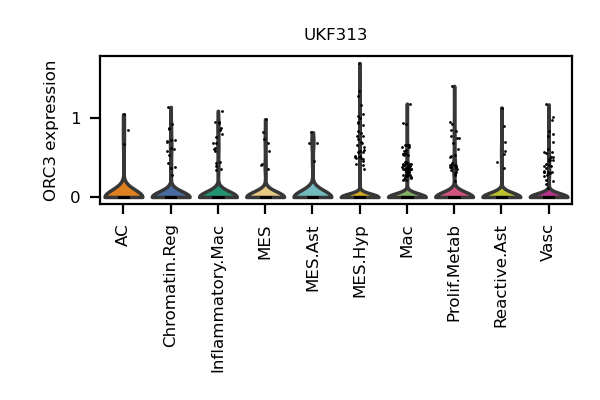 UKF313
ORC3 expression
1
0
AC
Chromatin.Reg
Inflammatory.Mac
MES
MES.Ast
MES.Hyp
Mac
Prolif.Metab
Reactive.Ast
Vasc